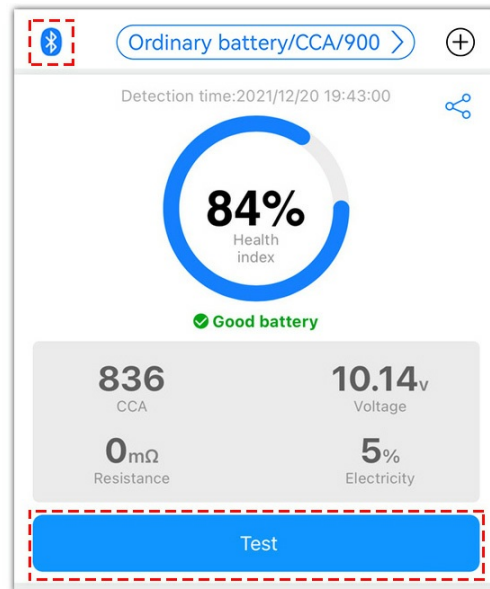 Ordinary battery/CCA/900
Detection time:2021/12/20 19:43:00
84%
Health
index
Good battery
836
CCA
10.14v
Voltage
0mΩ
Resistance
5%
Electricity
Test